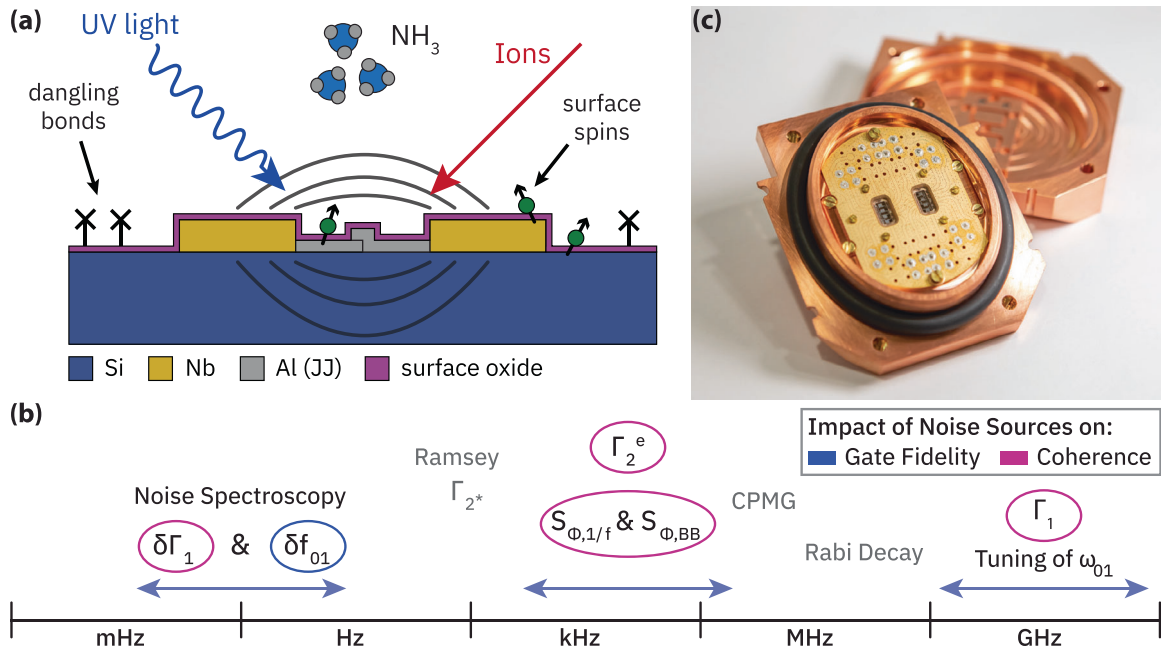 (a)
UV light
NH₃
Ions
dangling
bonds
surface
spins
Si
Nb
Al (JJ)
surface oxide
(c)
(b)
Impact of Noise Sources on:
Gate Fidelity
Coherence
Ramsey
Γ₂*
Γ₂ᵉ
Noise Spectroscopy
δΓ₁ & δf₀₁
S_Φ,1/f & S_Φ,BB
CPMG
Rabi Decay
Γ₁
Tuning of ω₀₁
mHz
Hz
kHz
MHz
GHz